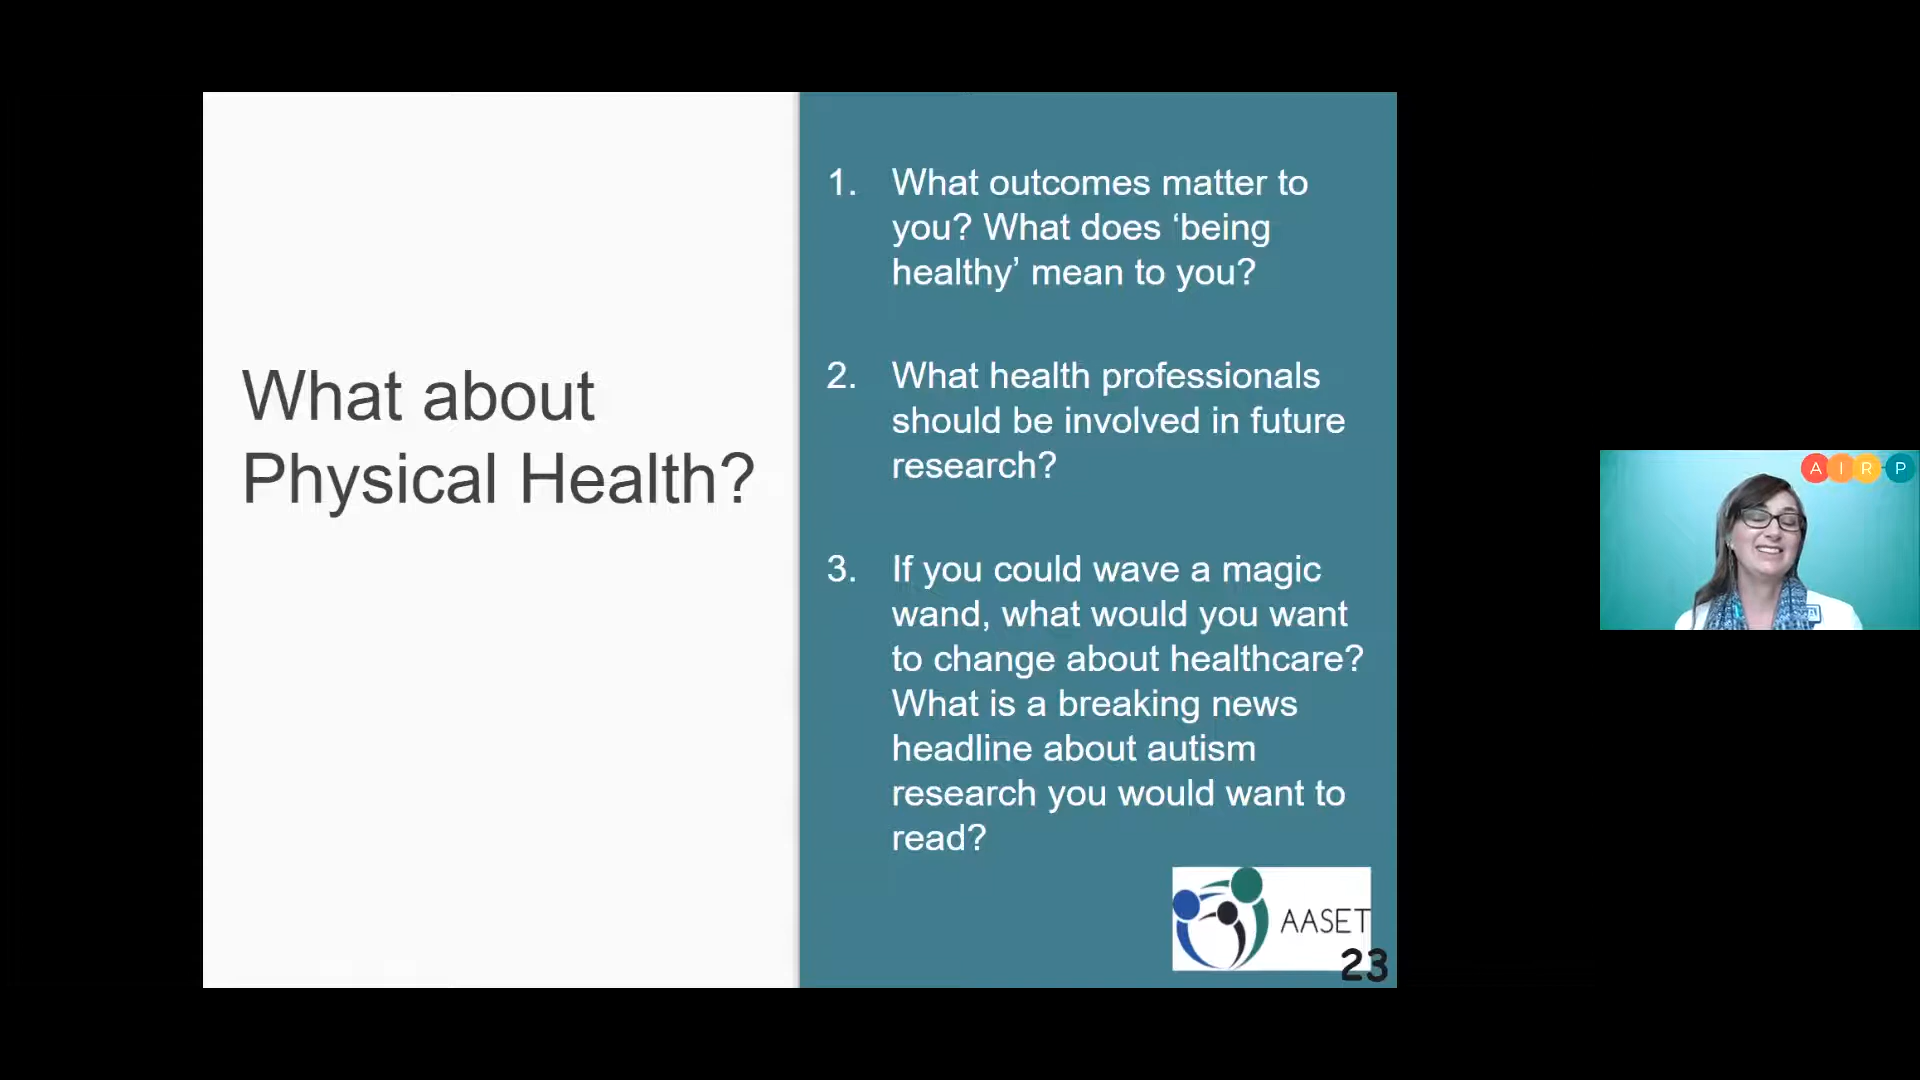 What about
Physical Health?
1. What outcomes matter to
you? What does ‘being
healthy’ mean to you?
2. What health professionals
should be involved in future
research?
3. If you could wave a magic
wand, what would you want
to change about healthcare?
What is a breaking news
headline about autism
research you would want to
read?
AASET
23
A I R P